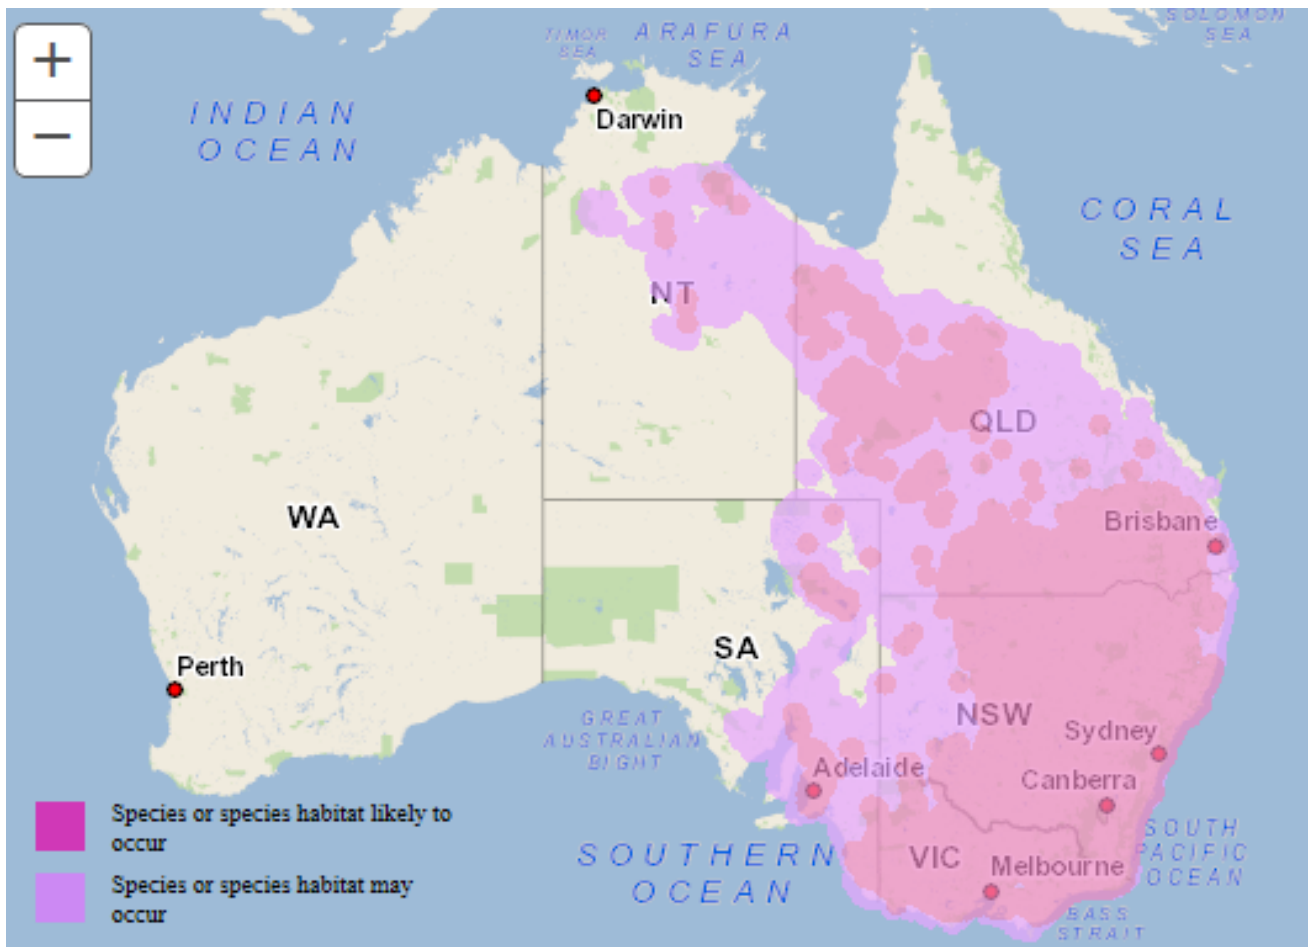 +
−
TIMOR
SEA
ARAFURA
SEA
SOLOMON
SEA
INDIAN
OCEAN
Darwin
CORAL
SEA
NT
QLD
WA
Brisbane
SA
Perth
NSW
GREAT
AUSTRALIAN
BIGHT
Sydney
Adelaide
Canberra
Species or species habitat likely to
occur
SOUTHERN
OCEAN
VIC
Melbourne
SOUTH
PACIFIC
OCEAN
Species or species habitat may
occur
BASS
STRAIT